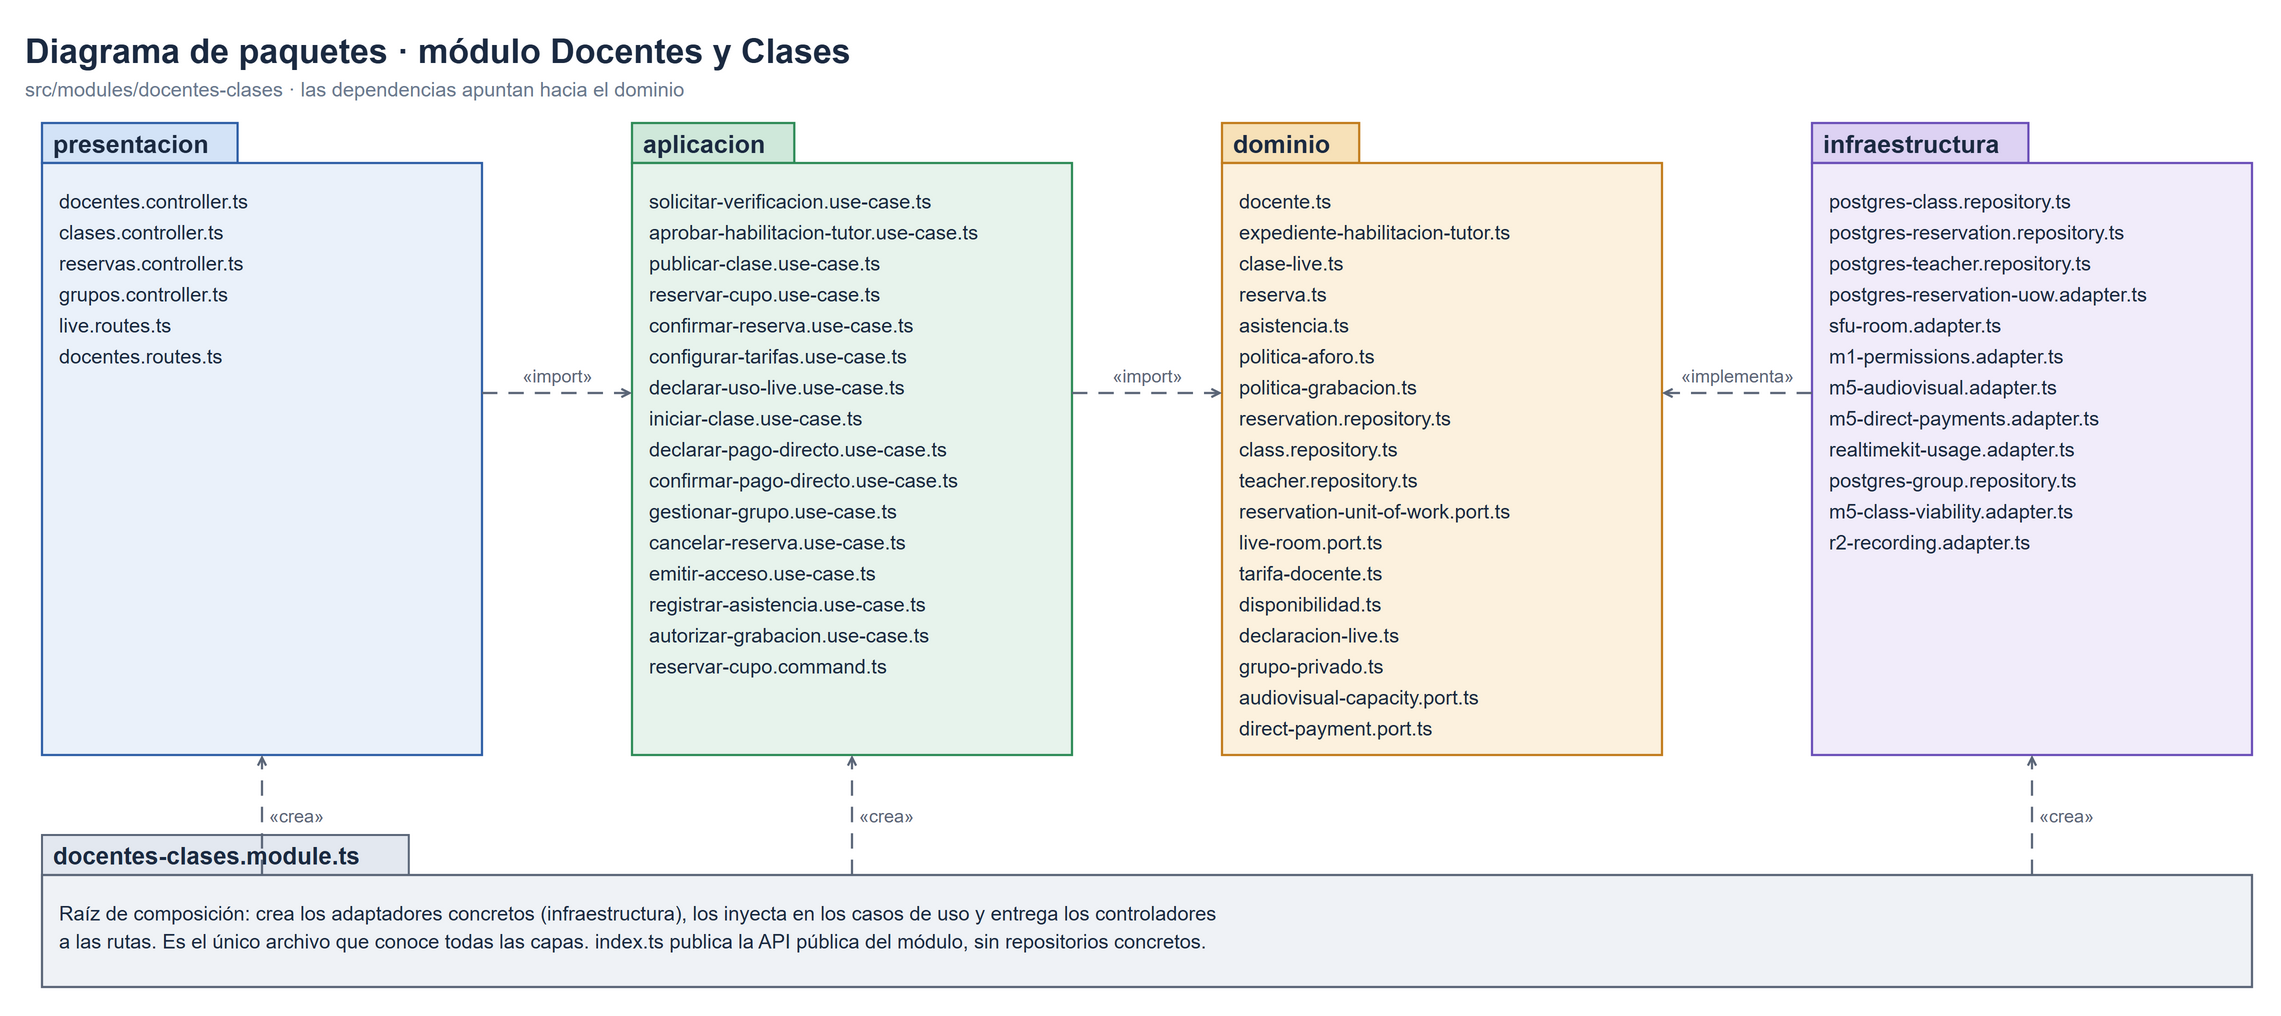 Diagrama de paquetes · módulo Docentes y Clases
src/modules/docentes-clases · las dependencias apuntan hacia el dominio
presentacion
docentes.controller.ts
clases.controller.ts
reservas.controller.ts
grupos.controller.ts
live.routes.ts
docentes.routes.ts
«import»
aplicacion
solicitar-verificacion.use-case.ts
aprobar-habilitacion-tutor.use-case.ts
publicar-clase.use-case.ts
reservar-cupo.use-case.ts
confirmar-reserva.use-case.ts
configurar-tarifas.use-case.ts
declarar-uso-live.use-case.ts
iniciar-clase.use-case.ts
declarar-pago-directo.use-case.ts
confirmar-pago-directo.use-case.ts
gestionar-grupo.use-case.ts
cancelar-reserva.use-case.ts
emitir-acceso.use-case.ts
registrar-asistencia.use-case.ts
autorizar-grabacion.use-case.ts
reservar-cupo.command.ts
«import»
dominio
docente.ts
expediente-habilitacion-tutor.ts
clase-live.ts
reserva.ts
asistencia.ts
politica-aforo.ts
politica-grabacion.ts
reservation.repository.ts
class.repository.ts
teacher.repository.ts
reservation-unit-of-work.port.ts
live-room.port.ts
tarifa-docente.ts
disponibilidad.ts
declaracion-live.ts
grupo-privado.ts
audiovisual-capacity.port.ts
direct-payment.port.ts
«implementa»
infraestructura
postgres-class.repository.ts
postgres-reservation.repository.ts
postgres-teacher.repository.ts
postgres-reservation-uow.adapter.ts
sfu-room.adapter.ts
m1-permissions.adapter.ts
m5-audiovisual.adapter.ts
m5-direct-payments.adapter.ts
realtimekit-usage.adapter.ts
postgres-group.repository.ts
m5-class-viability.adapter.ts
r2-recording.adapter.ts
«crea»
«crea»
«crea»
docentes-clases.module.ts
Raíz de composición: crea los adaptadores concretos (infraestructura), los inyecta en los casos de uso y entrega los controladores
a las rutas. Es el único archivo que conoce todas las capas. index.ts publica la API pública del módulo, sin repositorios concretos.